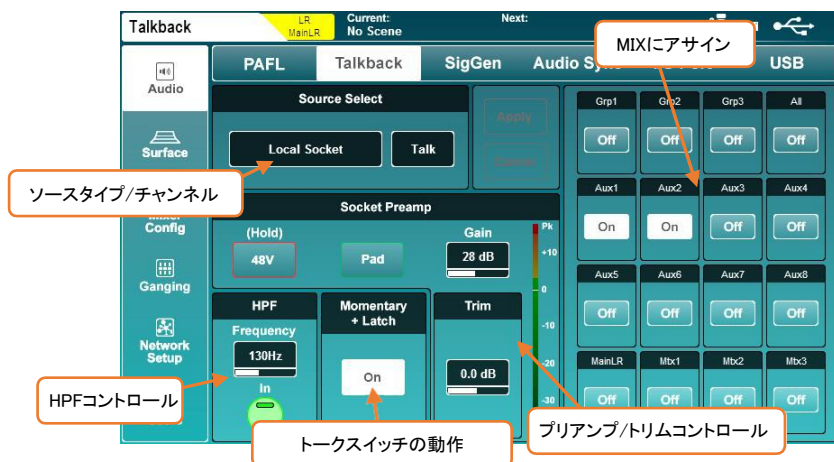 Talkback
LR
MainLR
Current:
No Scene
Next:
MIXにアサイン
Audio
PAFL
Talkback
SigGen
Audio
USB
Source Select
Apply
Cancel
Local Socket
Talk
Surface
ソースタイプ/チャンネル
Mixer
Config
Socket Preamp
(Hold)
48V
Pad
Gain
28 dB
Pk
+10
0
-10
-20
-30
Ganging
Network
Setup
HPF
Frequency
130Hz
In
Momentary
+ Latch
On
Trim
0.0 dB
Grp1
Grp2
Grp3
All
Off
Off
Off
Off
Aux1
Aux2
Aux3
Aux4
On
On
Off
Off
Aux5
Aux6
Aux7
Aux8
Off
Off
Off
Off
MainLR
Mtx1
Mtx2
Mtx3
Off
Off
Off
Off
HPFコントロール
トークスイッチの動作
プリアンプ/トリムコントロール